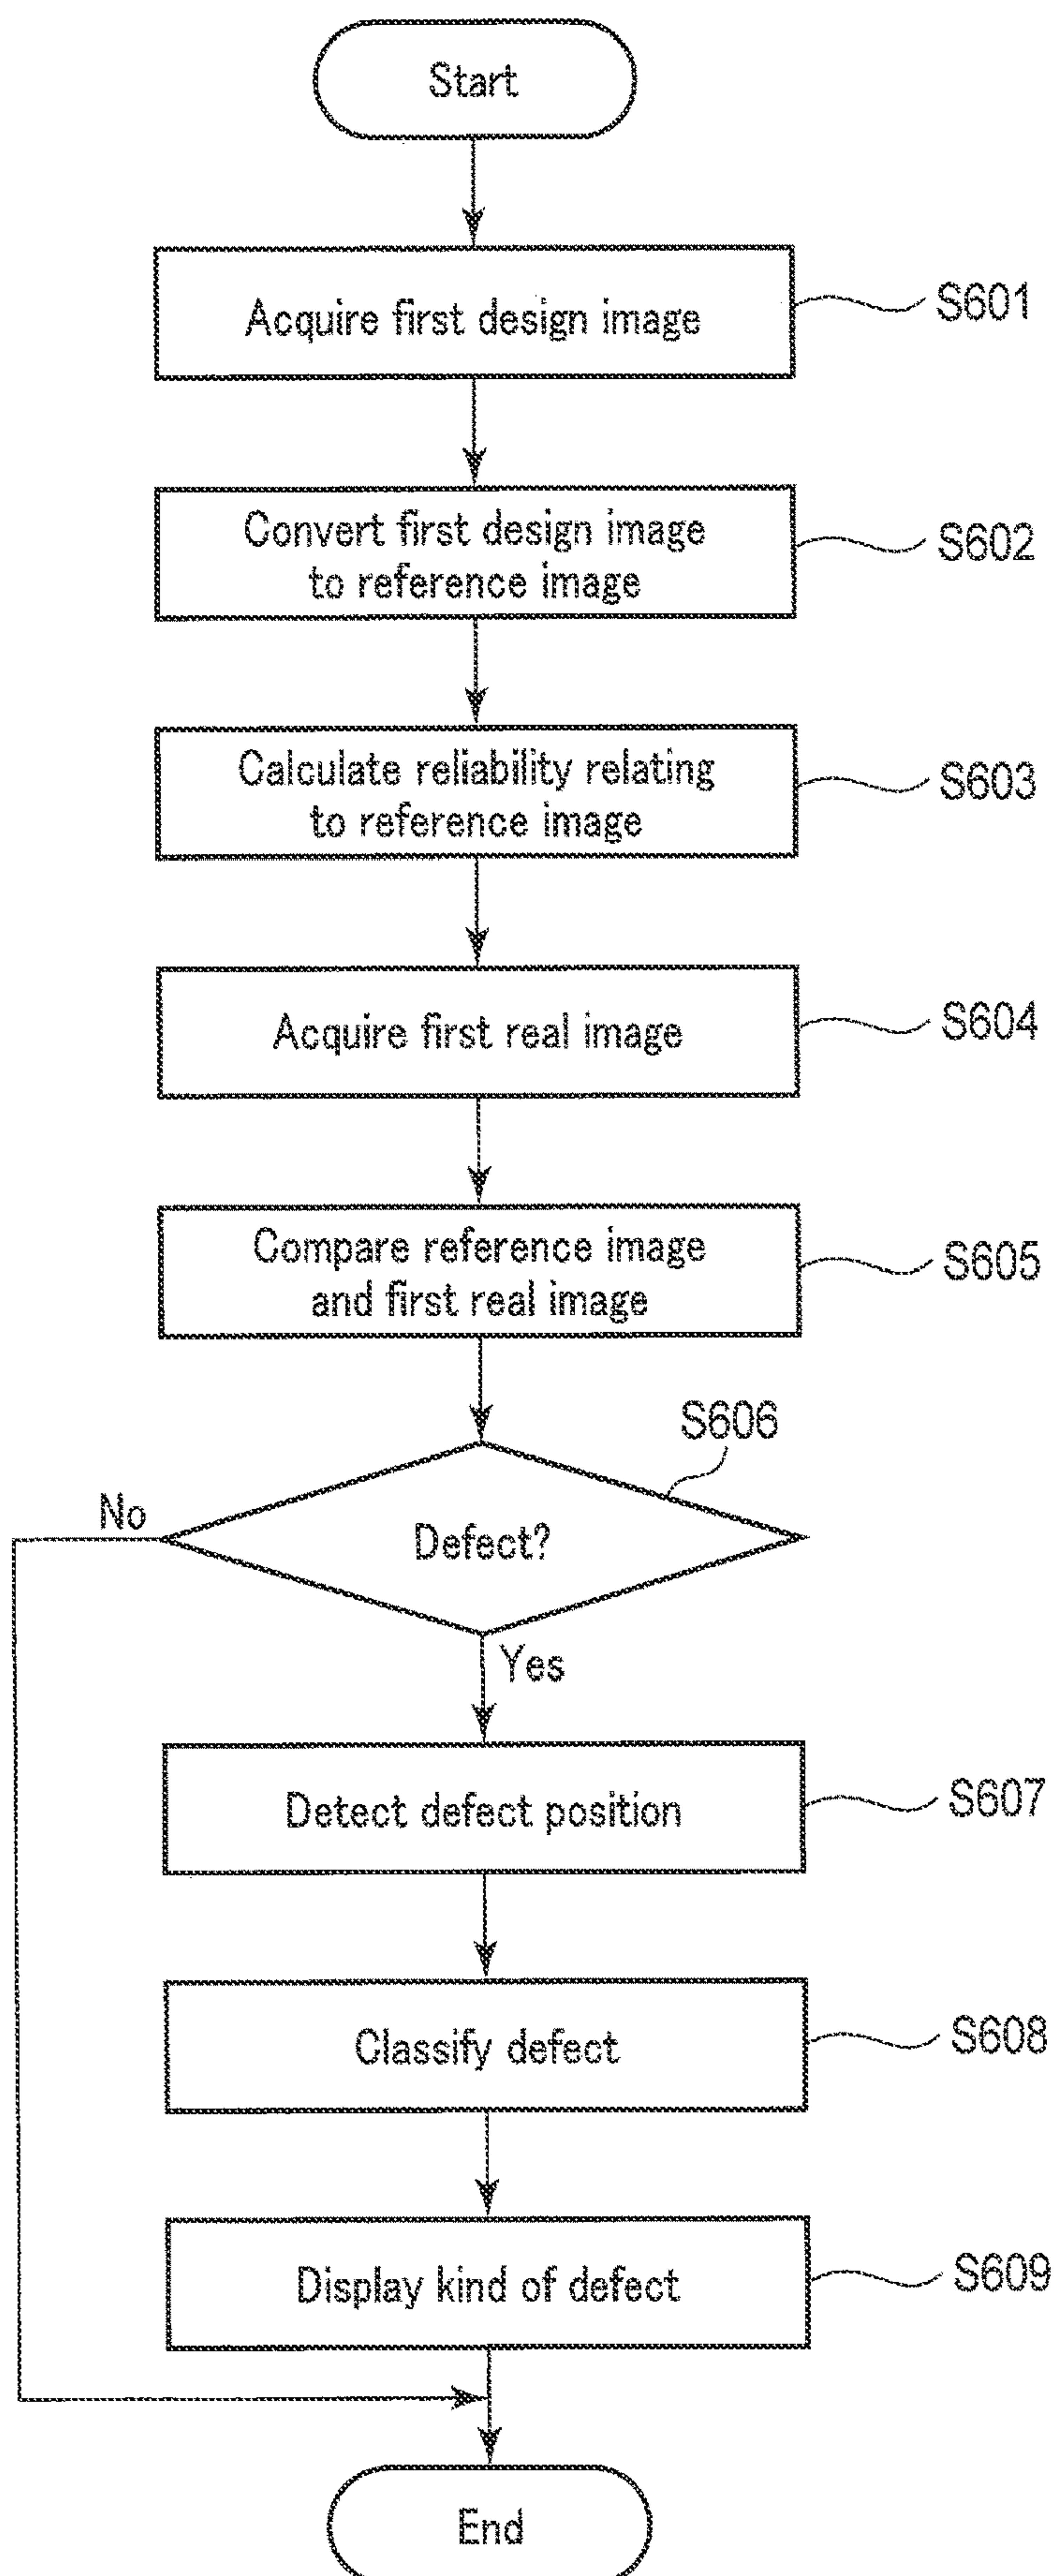 Start
Acquire first design image
S601
Convert first design image
to reference image
S602
Calculate reliability relating
to reference image
S603
Acquire first real image
S604
Compare reference image
and first real image
S605
S606
No
Defect?
Yes
Detect defect position
S607
Classify defect
S608
Display kind of defect
S609
End